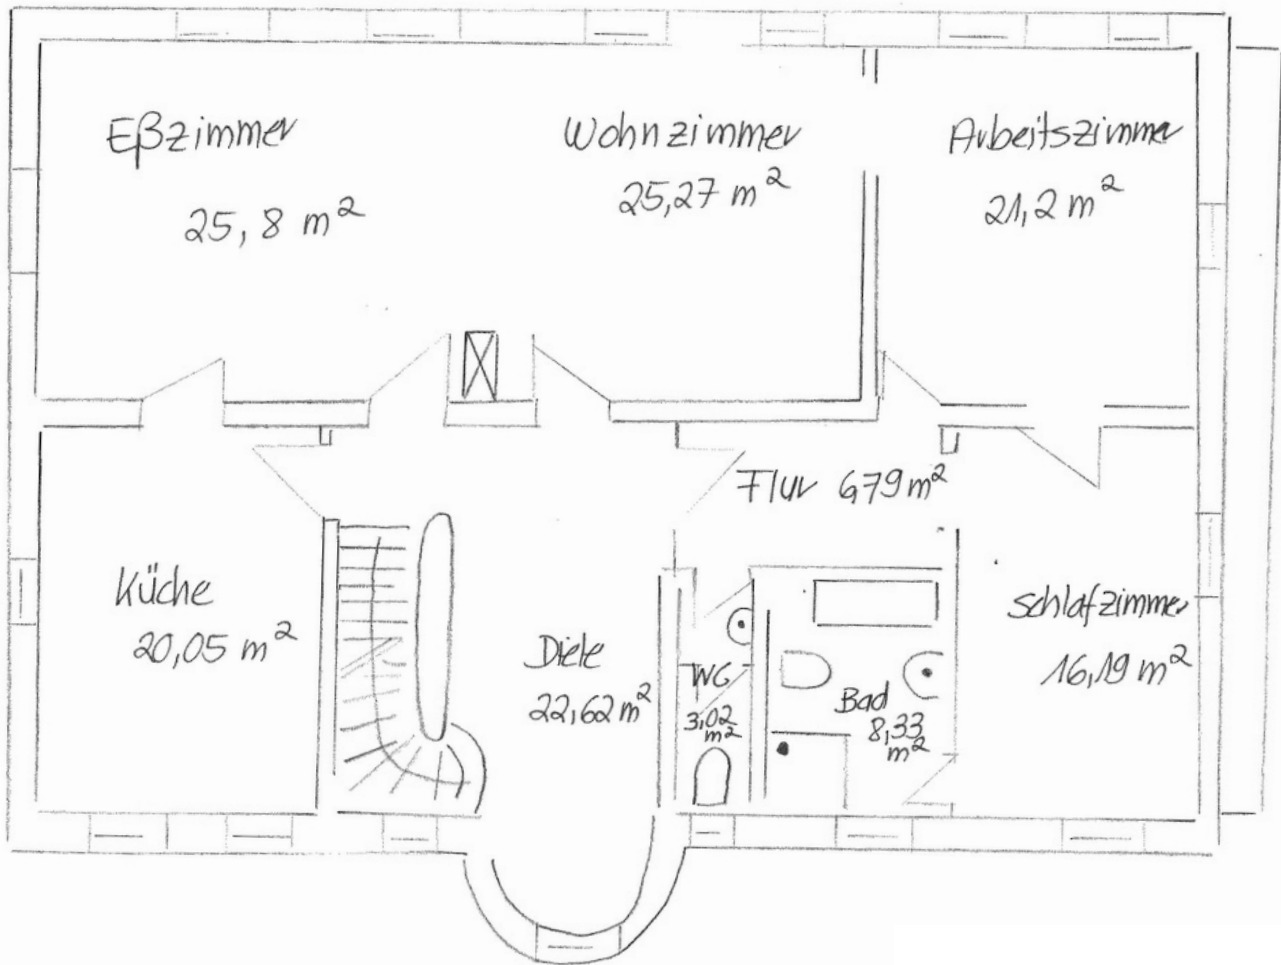 Eßzimmer
25,8 m²
Wohnzimmer
25,27 m²
Arbeitszimmer
21,2 m²
Flur 6,79 m²
Küche
20,05 m²
Diele
22,62 m²
WC
3,02
m²
Bad
8,33
m²
Schlafzimmer
16,19 m²